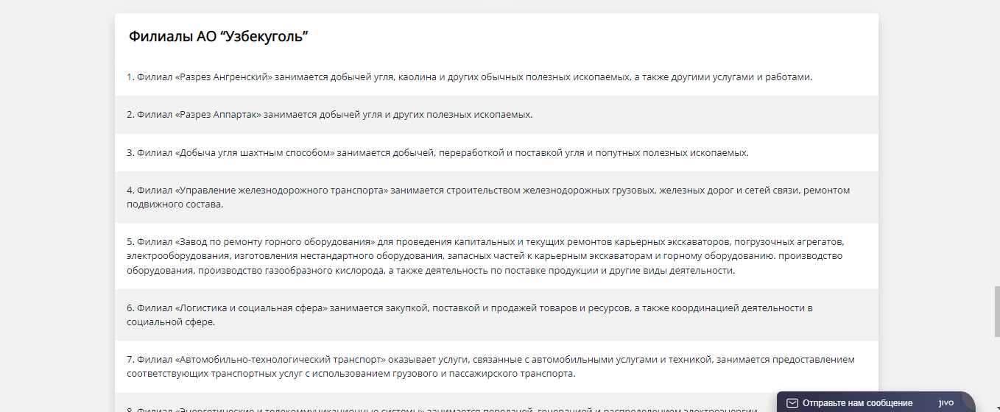 Филиалы АО “Узбекуголь”
1. Филиал «Разрез Ангренский» занимается добычей угля, каолина и других обычных полезных ископаемых, а также другими услугами и работами.
2. Филиал «Разрез Аппартак» занимается добычей угля и других полезных ископаемых.
3. Филиал «Добыча угля шахтным способом» занимается добычей, переработкой и поставкой угля и попутных полезных ископаемых.
4. Филиал «Управление железнодорожного транспорта» занимается строительством железнодорожных грузовых, железных дорог и сетей связи, ремонтом
подвижного состава.
5. Филиал «Завод по ремонту горного оборудования» для проведения капитальных и текущих ремонтов карьерных экскаваторов, погрузочных агрегатов,
электрооборудования, изготовления нестандартного оборудования, запасных частей к карьерным экскаваторам и горному оборудованию. производство
оборудования, производство газообразного кислорода, а также деятельность по поставке продукции и другие виды деятельности.
6. Филиал «Логистика и социальная сфера» занимается закупкой, поставкой и продажей товаров и ресурсов, а также координацией деятельности в
социальной сфере.
7. Филиал «Автомобильно-технологический транспорт» оказывает услуги, связанные с автомобильными услугами и техникой, занимается предоставлением
соответствующих транспортных услуг с использованием грузового и пассажирского транспорта.
8. Филиал «Энергетические и телекоммуникационные системы» занимается передачей, генерацией и распределением электроэнергии
Отправьте нам сообщение jivo